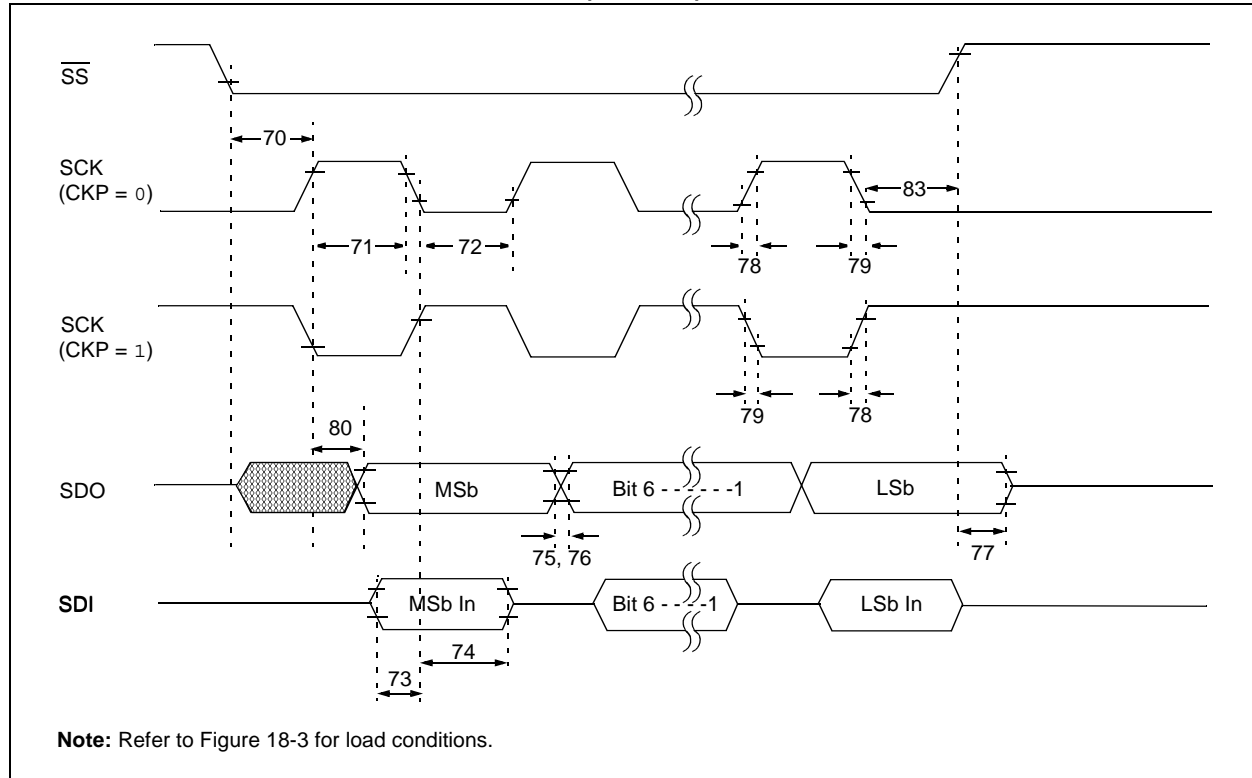 SS
70
SCK
(CKP = 0)
83
71
72
78
79
SCK
(CKP = 1)
79
78
80
SDO
MSb
Bit 6 - - - - - -1
LSb
75, 76
77
SDI
MSb In
Bit 6 - - - - -1
LSb In
74
73
Note: Refer to Figure 18-3 for load conditions.